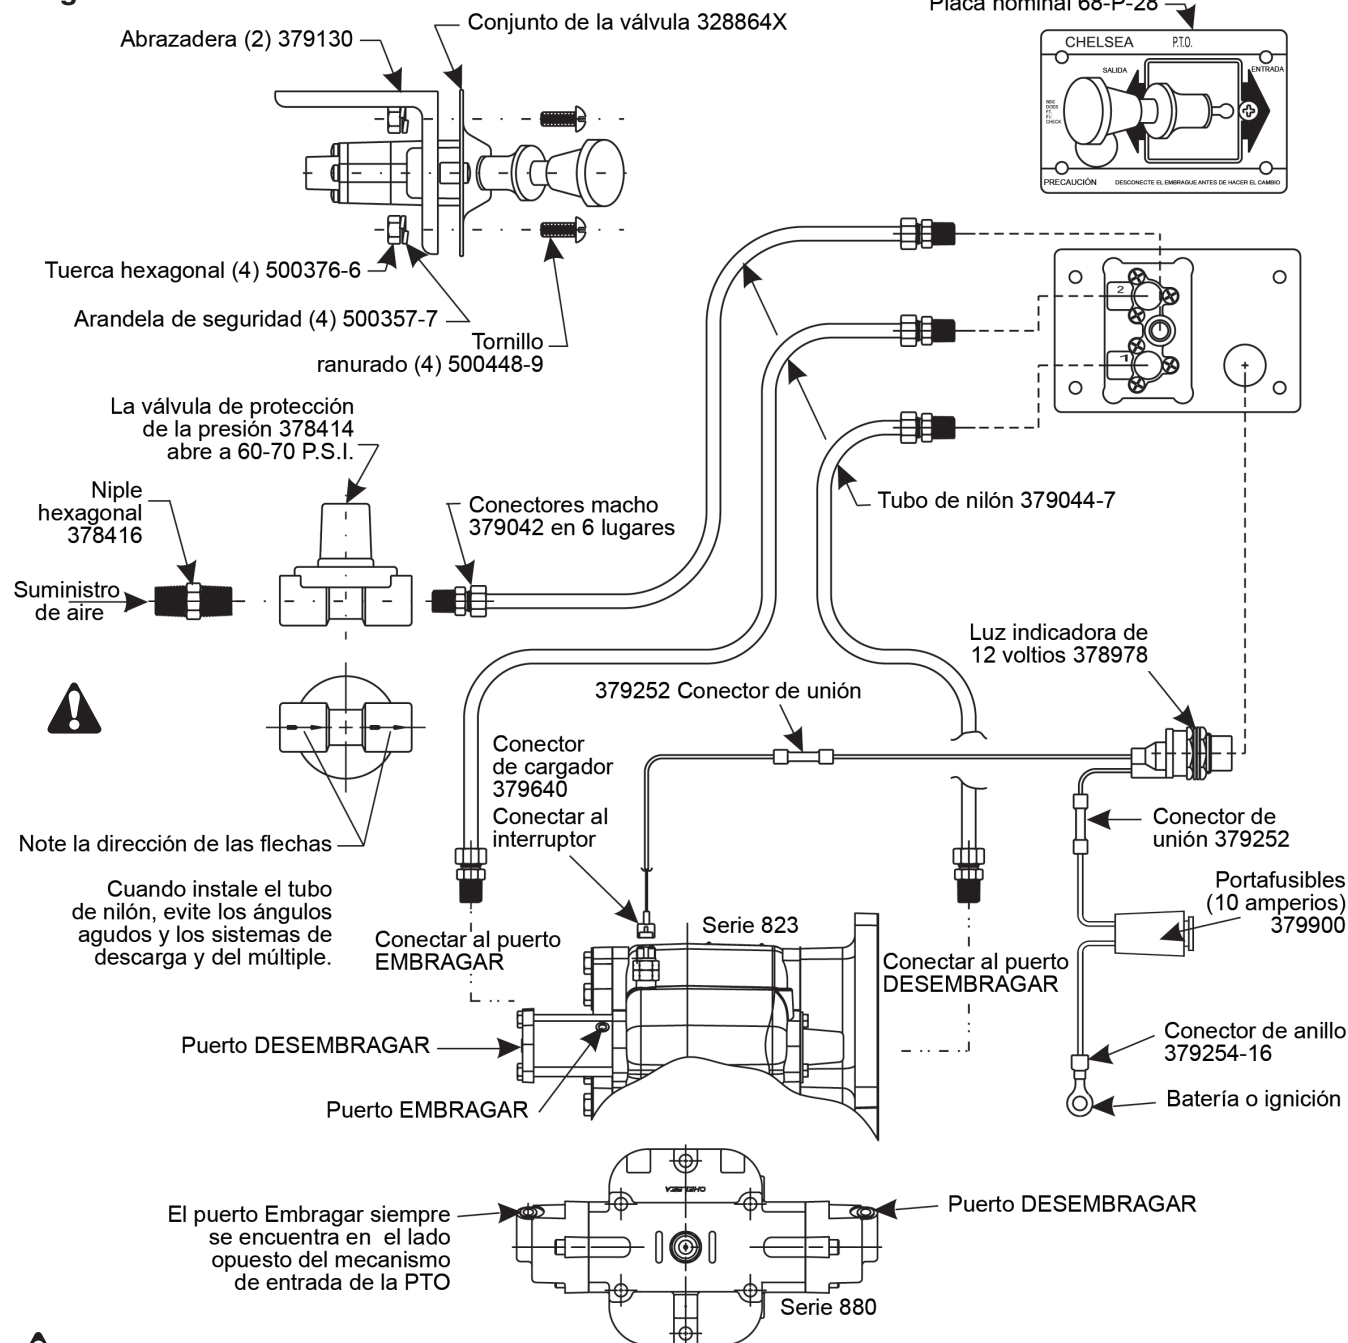 Placa nominal 68-P-28
Conjunto de la válvula 328864X
Abrazadera (2) 379130
CHELSEA
P.T.O.
SALIDA
ENTRADA
PRECAUCIÓN
DESCONECTE EL EMBRAGUE ANTES DE HACER EL CAMBIO
Tuerca hexagonal (4) 500376-6
Arandela de seguridad (4) 500357-7
Tornillo
ranurado (4) 500448-9
2
1
La válvula de protección
de la presión 378414
abre a 60-70 P.S.I.
Niple
hexagonal
378416
Conectores macho
379042 en 6 lugares
Tubo de nilón 379044-7
Suministro
de aire
Luz indicadora de
12 voltios 378978
379252 Conector de unión
Conector
de cargador
379640
Conectar al
interruptor
Conector de
unión 379252
Note la dirección de las flechas
Cuando instale el tubo
de nilón, evite los ángulos
agudos y los sistemas de
descarga y del múltiple.
Portafusibles
(10 amperios)
379900
Serie 823
Conectar al puerto
EMBRAGAR
Conectar al puerto
DESEMBRAGAR
Puerto DESEMBRAGAR
Conector de anillo
379254-16
Puerto EMBRAGAR
Batería o ignición
CHELSEA
Puerto DESEMBRAGAR
El puerto Embragar siempre
se encuentra en el lado
opuesto del mecanismo
de entrada de la PTO
Serie 880